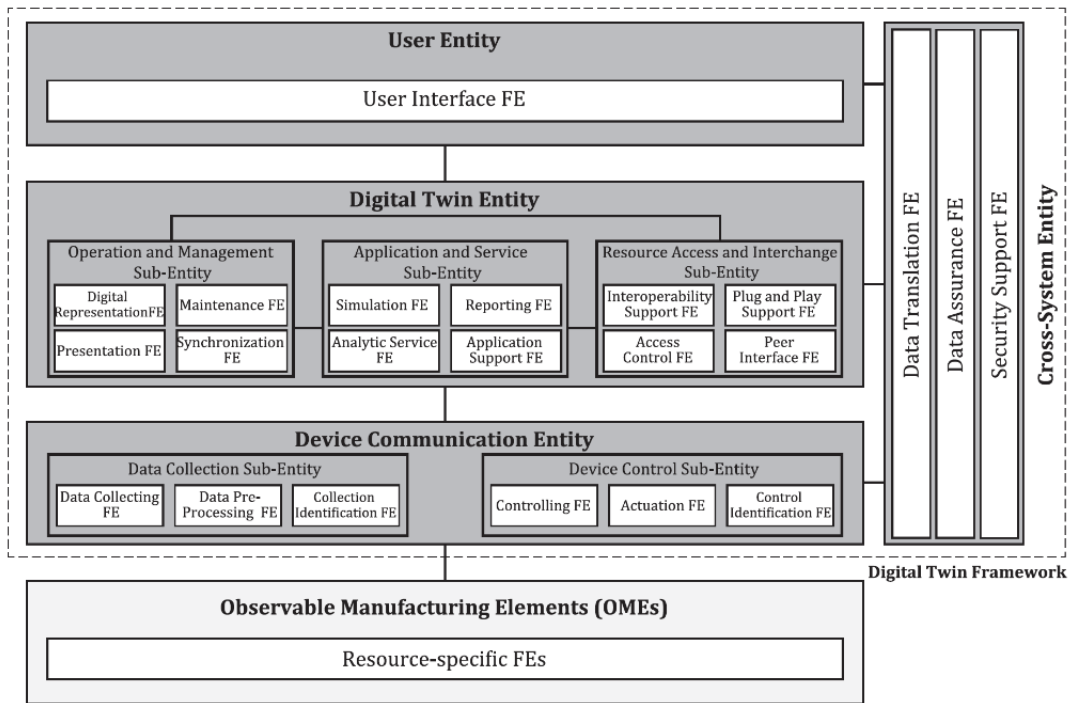 User Entity
User Interface FE
Digital Twin Entity
Operation and Management
Sub-Entity
Digital
RepresentationFE
Maintenance FE
Presentation FE
Synchronization
FE
Application and Service
Sub-Entity
Simulation FE
Reporting FE
Analytic Service
FE
Application
Support FE
Resource Access and Interchange
Sub-Entity
Interoperability
Support FE
Plug and Play
Support FE
Access
Control FE
Peer
Interface FE
Device Communication Entity
Data Collection Sub-Entity
Data Collecting
FE
Data Pre-
Processing FE
Collection
Identification FE
Device Control Sub-Entity
Controlling FE
Actuation FE
Control
Identification FE
Data Translation FE
Data Assurance FE
Security Support FE
Cross-System Entity
Digital Twin Framework
Observable Manufacturing Elements (OMEs)
Resource-specific FEs